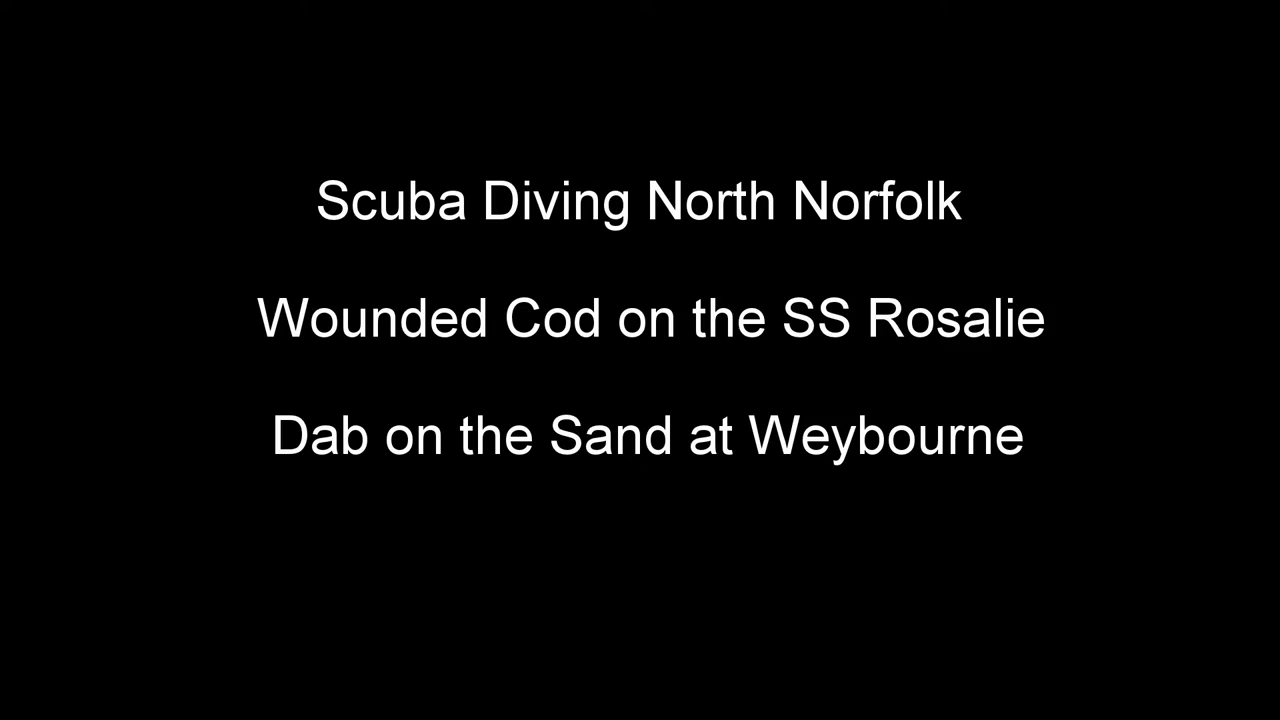 Scuba Diving North Norfolk
Wounded Cod on the SS Rosalie
Dab on the Sand at Weybourne